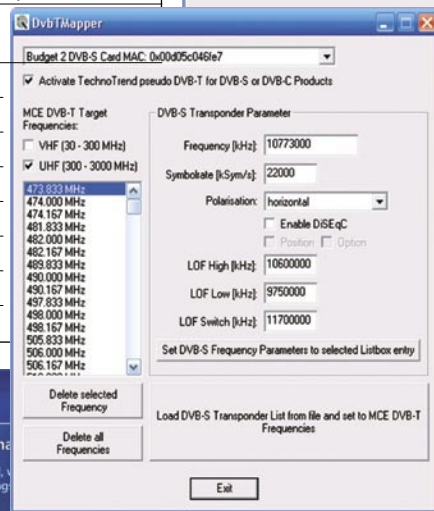 DvbTMapper
Budget 2 DVB-S Card MAC: 0x00d05c046fe7
Activate TechnoTrend pseudo DVB-T for DVB-S or DVB-C Products
MCE DVB-T Target
Frequencies:
VHF (30 - 300 MHz)
UHF (300 - 3000 MHz)
473.833 MHz
474.000 MHz
474.167 MHz
481.833 MHz
482.000 MHz
482.167 MHz
489.833 MHz
490.000 MHz
490.167 MHz
497.833 MHz
498.000 MHz
498.167 MHz
505.833 MHz
506.000 MHz
506.167 MHz
Delete selected
Frequency
Delete all
Frequencies
DVB-S Transponder Parameter
Frequency [kHz]: 10773000
Symbolrate [kSym/s]: 22000
Polarisation: horizontal
Enable DiSEqC
Position Option
LOF High [kHz]: 10600000
LOF Low [kHz]: 9750000
LOF Switch [kHz]: 11700000
Set DVB-S Frequency Parameters to selected Listbox entry
Load DVB-S Transponder List from file and set to MCE DVB-T
Frequencies
Exit